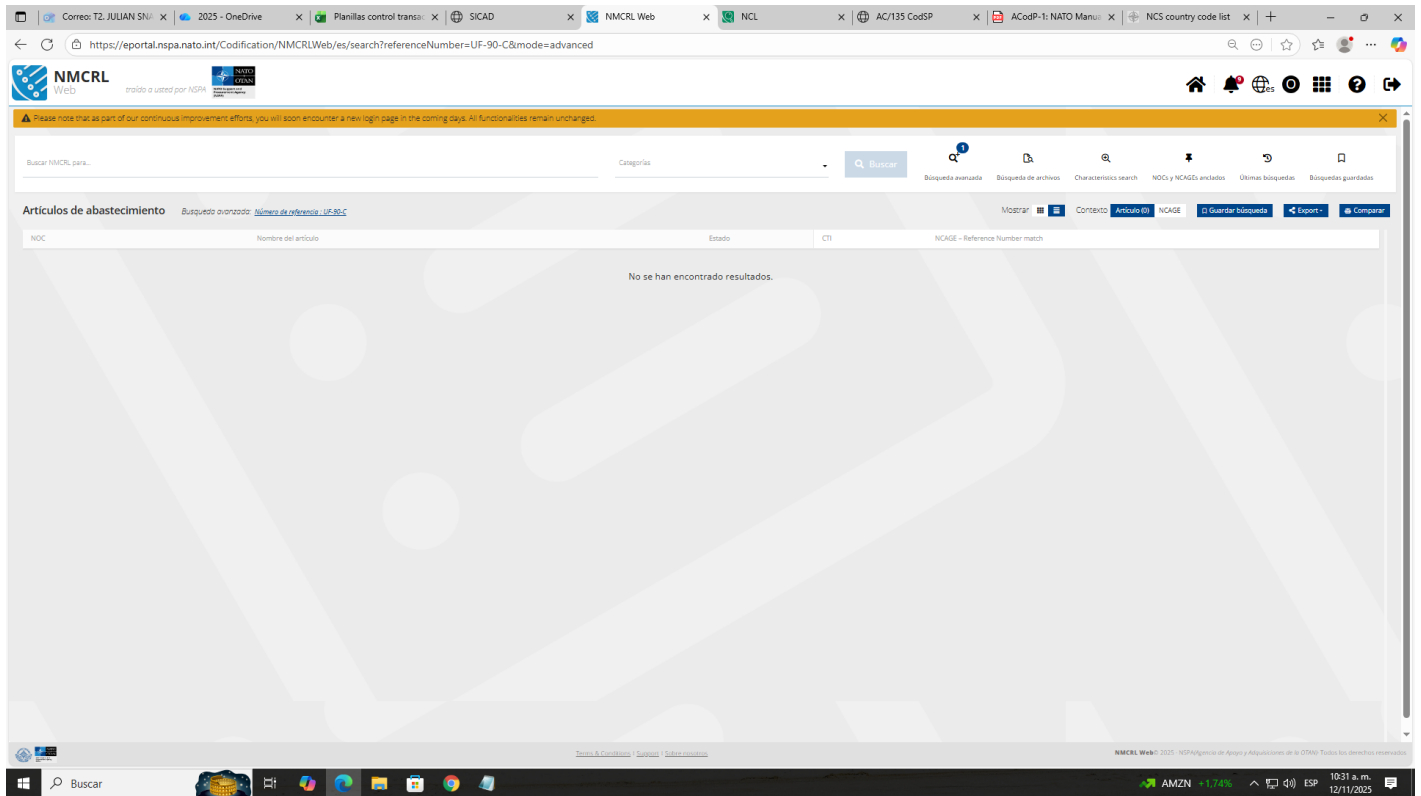 Correo: T2. JULIAN SNA
2025 - OneDrive
Planillas control transac
SICAD
NMCRL Web
NCL
AC/135 CodSP
ACodP-1: NATO Manua
NCS country code list
https://eportal.nspa.nato.int/Codification/NMCRLWeb/es/search?referenceNumber=UF-90-C&mode=advanced
NMCRL
Web
traído a usted por NSPA
NATO
OTAN
es
Please note that as part of our continuous improvement efforts, you will soon encounter a new login page in the coming days. All functionalities remain unchanged.
Buscar NMCRL para...
Categorías
Buscar
1
Búsqueda avanzada
Búsqueda de archivos
Characteristics search
NOCs y NCAGEs anclados
Últimas búsquedas
Búsquedas guardadas
Artículos de abastecimiento
Busqueda avanzada: Número de referencia : UF-90-C
Mostrar
Contexto
Artículo (0)
NCAGE
Guardar búsqueda
Export
Comparar
NOC
Nombre del artículo
Estado
CTI
NCAGE – Reference Number match
No se han encontrado resultados.
Terms & Conditions | Support | Sobre nosotros
NMCRL Web© 2025 - NSPA(Agencia de Apoyo y Adquisiciones de la OTAN) Todos los derechos reservados
Buscar
AMZN +1,74%
ESP
10:31 a. m.
12/11/2025